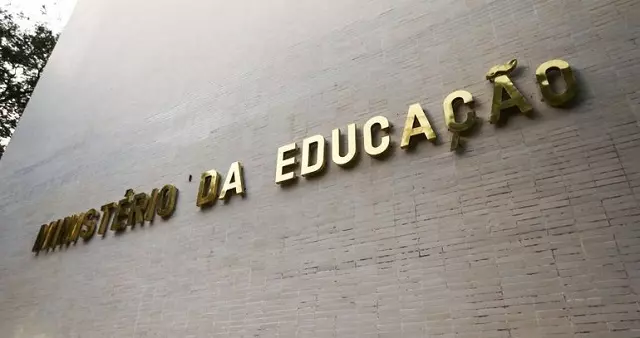 MINISTÉRIO DA EDUCAÇÃO